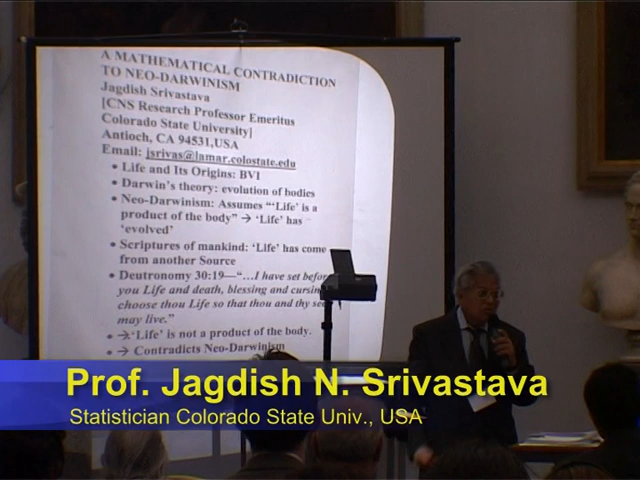 A MATHEMATICAL CONTRADICTION
TO NEO-DARWINISM
Jagdish Srivastava
[CNS Research Professor Emeritus
Colorado State University]
Antioch, CA 94531,USA
Email: jsrivas@lamar.colostate.edu
• Life and Its Origins: BVI
• Darwin's theory: evolution of bodies
• Neo-Darwinism: Assumes "'Life' is a
product of the body" → 'Life' has
'evolved'
• Scriptures of mankind: 'Life' has come
from another Source
• Deutronomy 30:19—"...I have set before
you Life and death, blessing and cursing
choose thou Life so that thou and thy
may live."
• → 'Life' is not a product of the body.
• → Contradicts Neo-Darwinism
Prof. Jagdish N. Srivastava
Statistician Colorado State Univ., USA